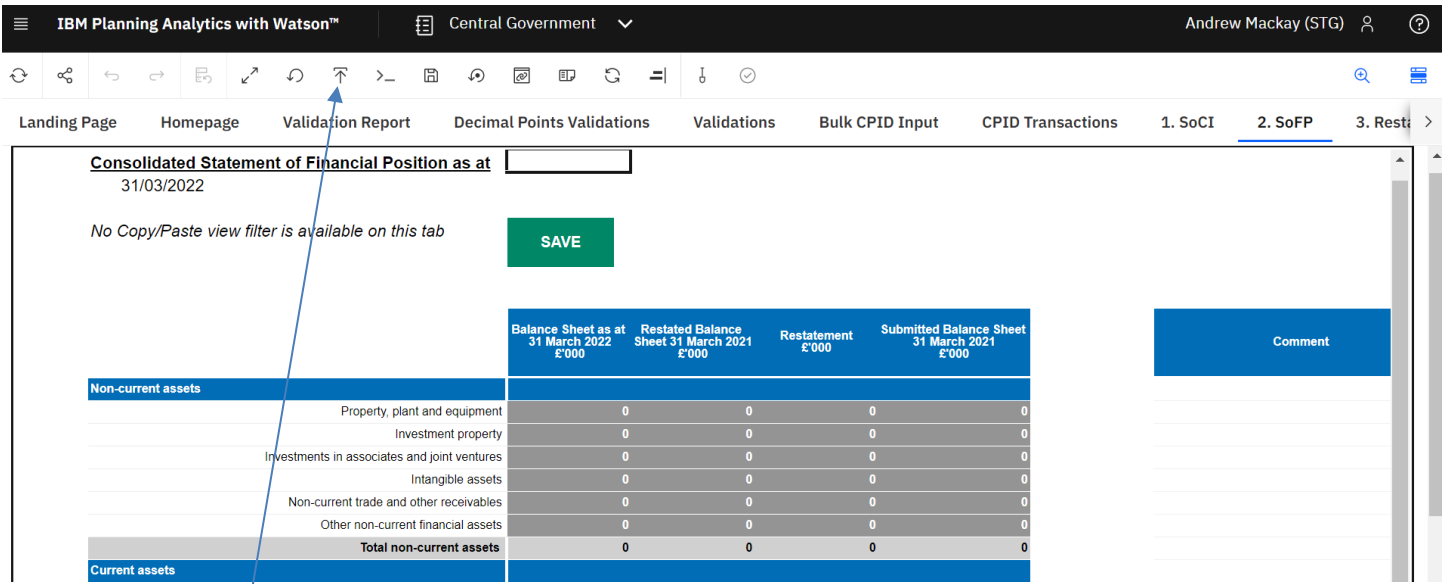 IBM Planning Analytics with Watson™ Central Government Andrew Mackay (STG)
Landing Page Homepage Validation Report Decimal Points Validations Validations Bulk CPID Input CPID Transactions 1. SoCI 2. SoFP 3. Resta
Consolidated Statement of Financial Position as at
31/03/2022
No Copy/Paste view filter is available on this tab
SAVE
Balance Sheet as at 31 March 2022 £'000
Restated Balance Sheet 31 March 2021 £'000
Restatement £'000
Submitted Balance Sheet 31 March 2021 £'000
Comment
Non-current assets
Property, plant and equipment 0 0 0 0
Investment property 0 0 0 0
Investments in associates and joint ventures 0 0 0 0
Intangible assets 0 0 0 0
Non-current trade and other receivables 0 0 0 0
Other non-current financial assets 0 0 0 0
Total non-current assets 0 0 0 0
Current assets